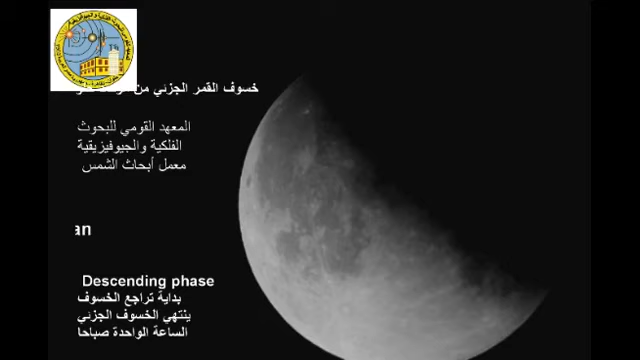 خسوف القمر الجزئي من
المعهد القومي للبحوث
الفلكية والجيوفيزيقية
معمل أبحاث الشمس
an
Descending phase
بداية تراجع الخسوف
ينتهي الخسوف الجزئي
الساعة الواحدة صباحا